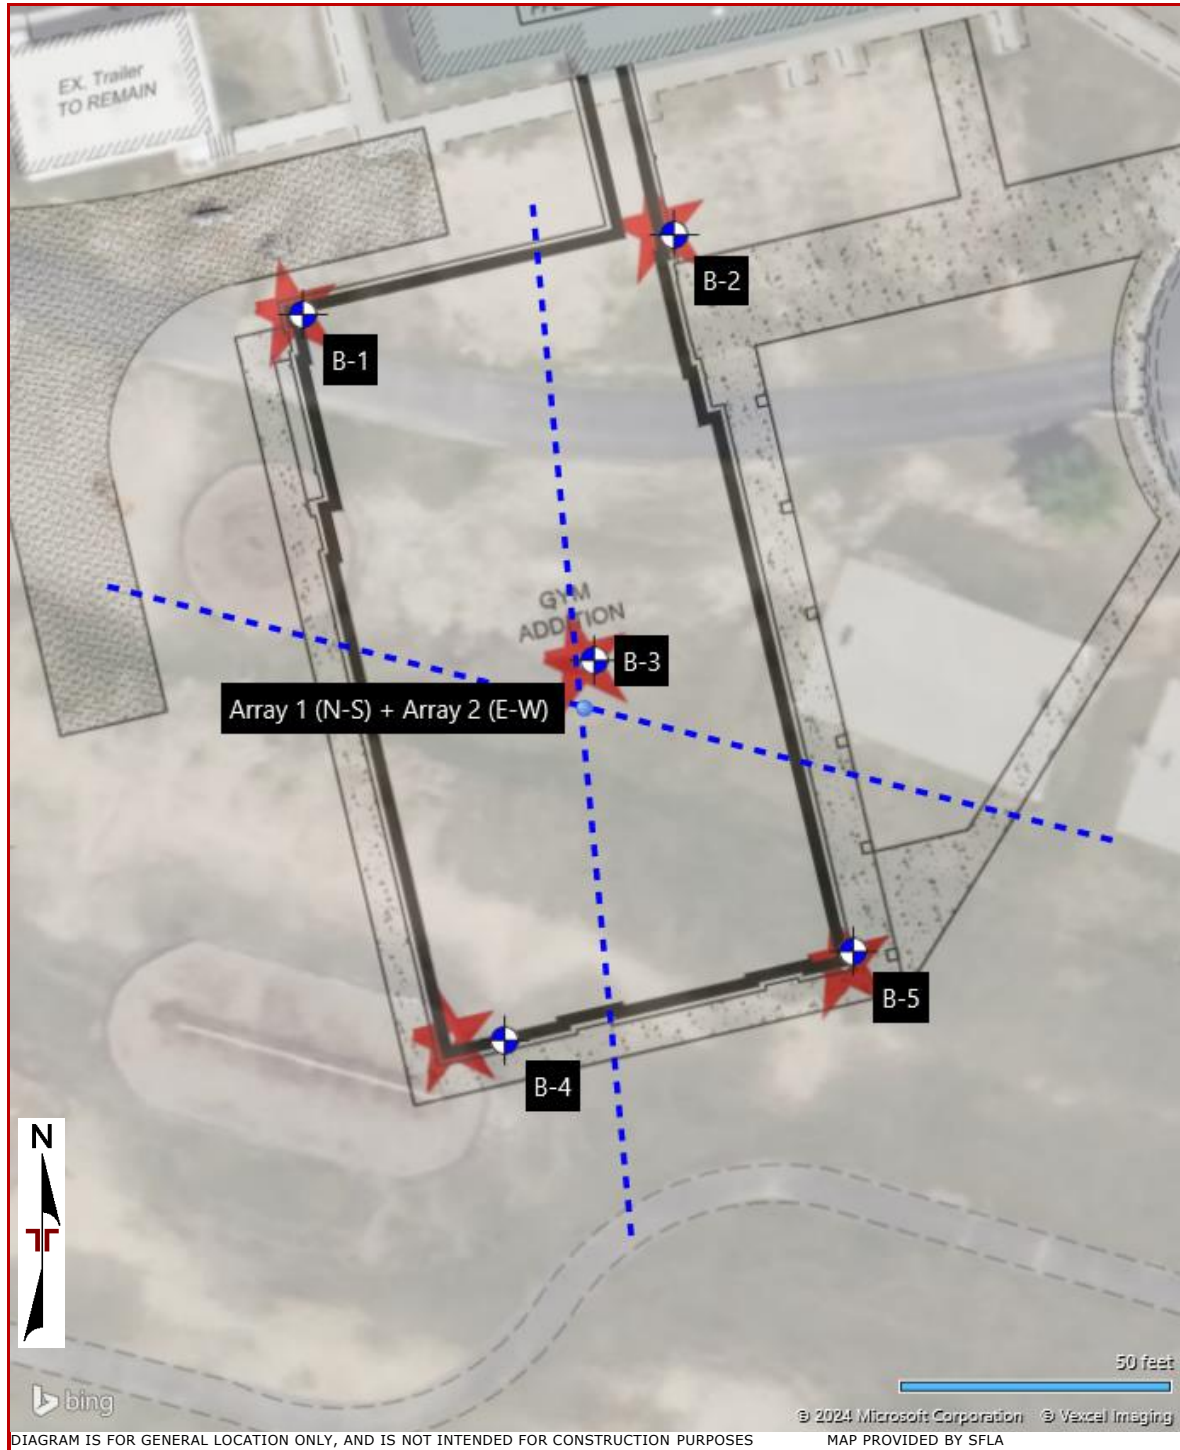 EX. Trailer
TO REMAIN
B-2
B-1
GYM
ADDITION
B-3
Array 1 (N-S) + Array 2 (E-W)
B-5
B-4
N
50 feet
bing
© 2024 Microsoft Corporation © Vexcel Imaging
DIAGRAM IS FOR GENERAL LOCATION ONLY, AND IS NOT INTENDED FOR CONSTRUCTION PURPOSES MAP PROVIDED BY SFLA